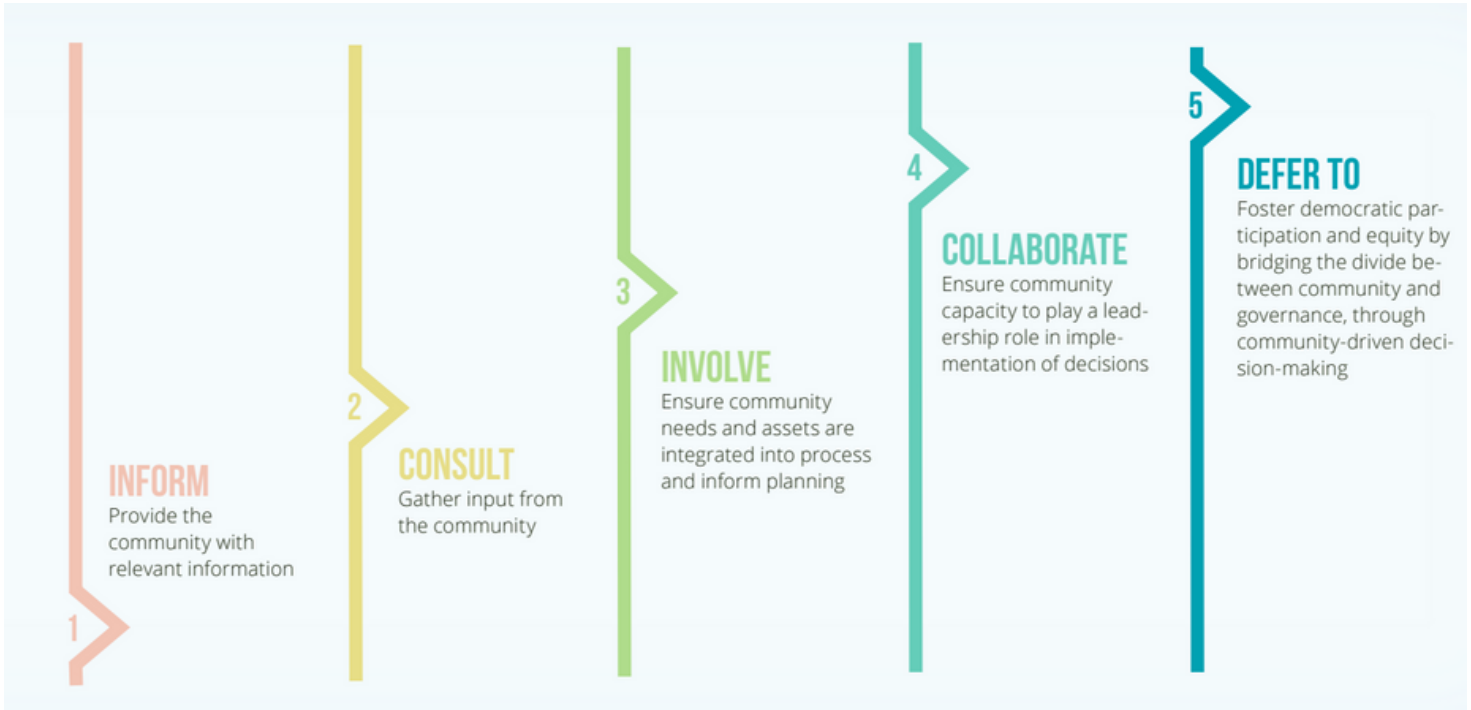 1
INFORM
Provide the
community with
relevant information
2
CONSULT
Gather input from
the community
3
INVOLVE
Ensure community
needs and assets are
integrated into process
and inform planning
4
COLLABORATE
Ensure community
capacity to play a lead-
ership role in imple-
mentation of decisions
5
DEFER TO
Foster democratic par-
ticipation and equity by
bridging the divide be-
tween community and
governance, through
community-driven deci-
sion-making